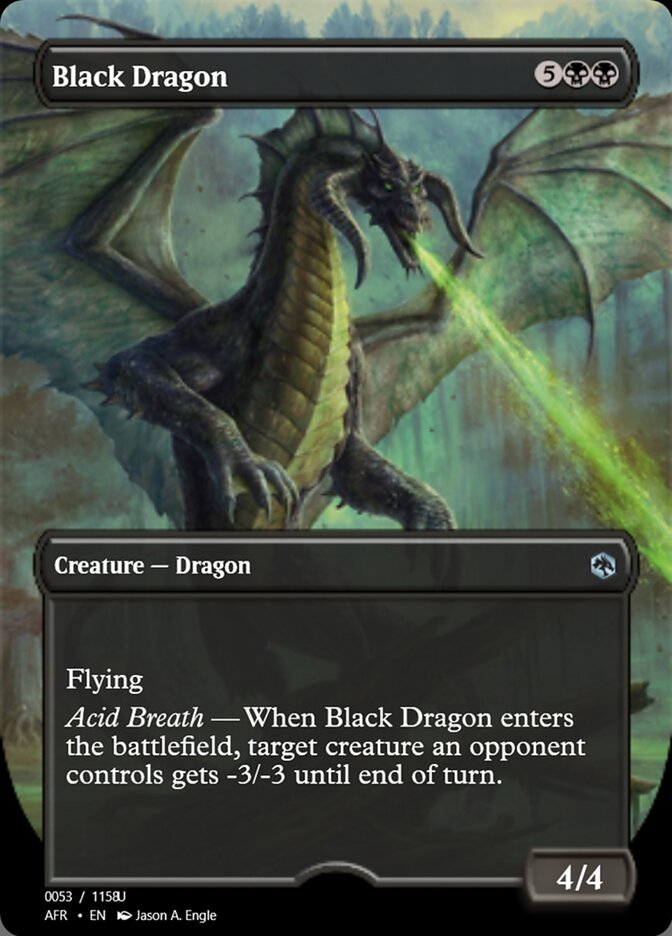 Black Dragon 5
Creature — Dragon
Flying
Acid Breath — When Black Dragon enters
the battlefield, target creature an opponent
controls gets -3/-3 until end of turn.
4/4
0053 / 1158U
AFR • EN Jason A. Engle